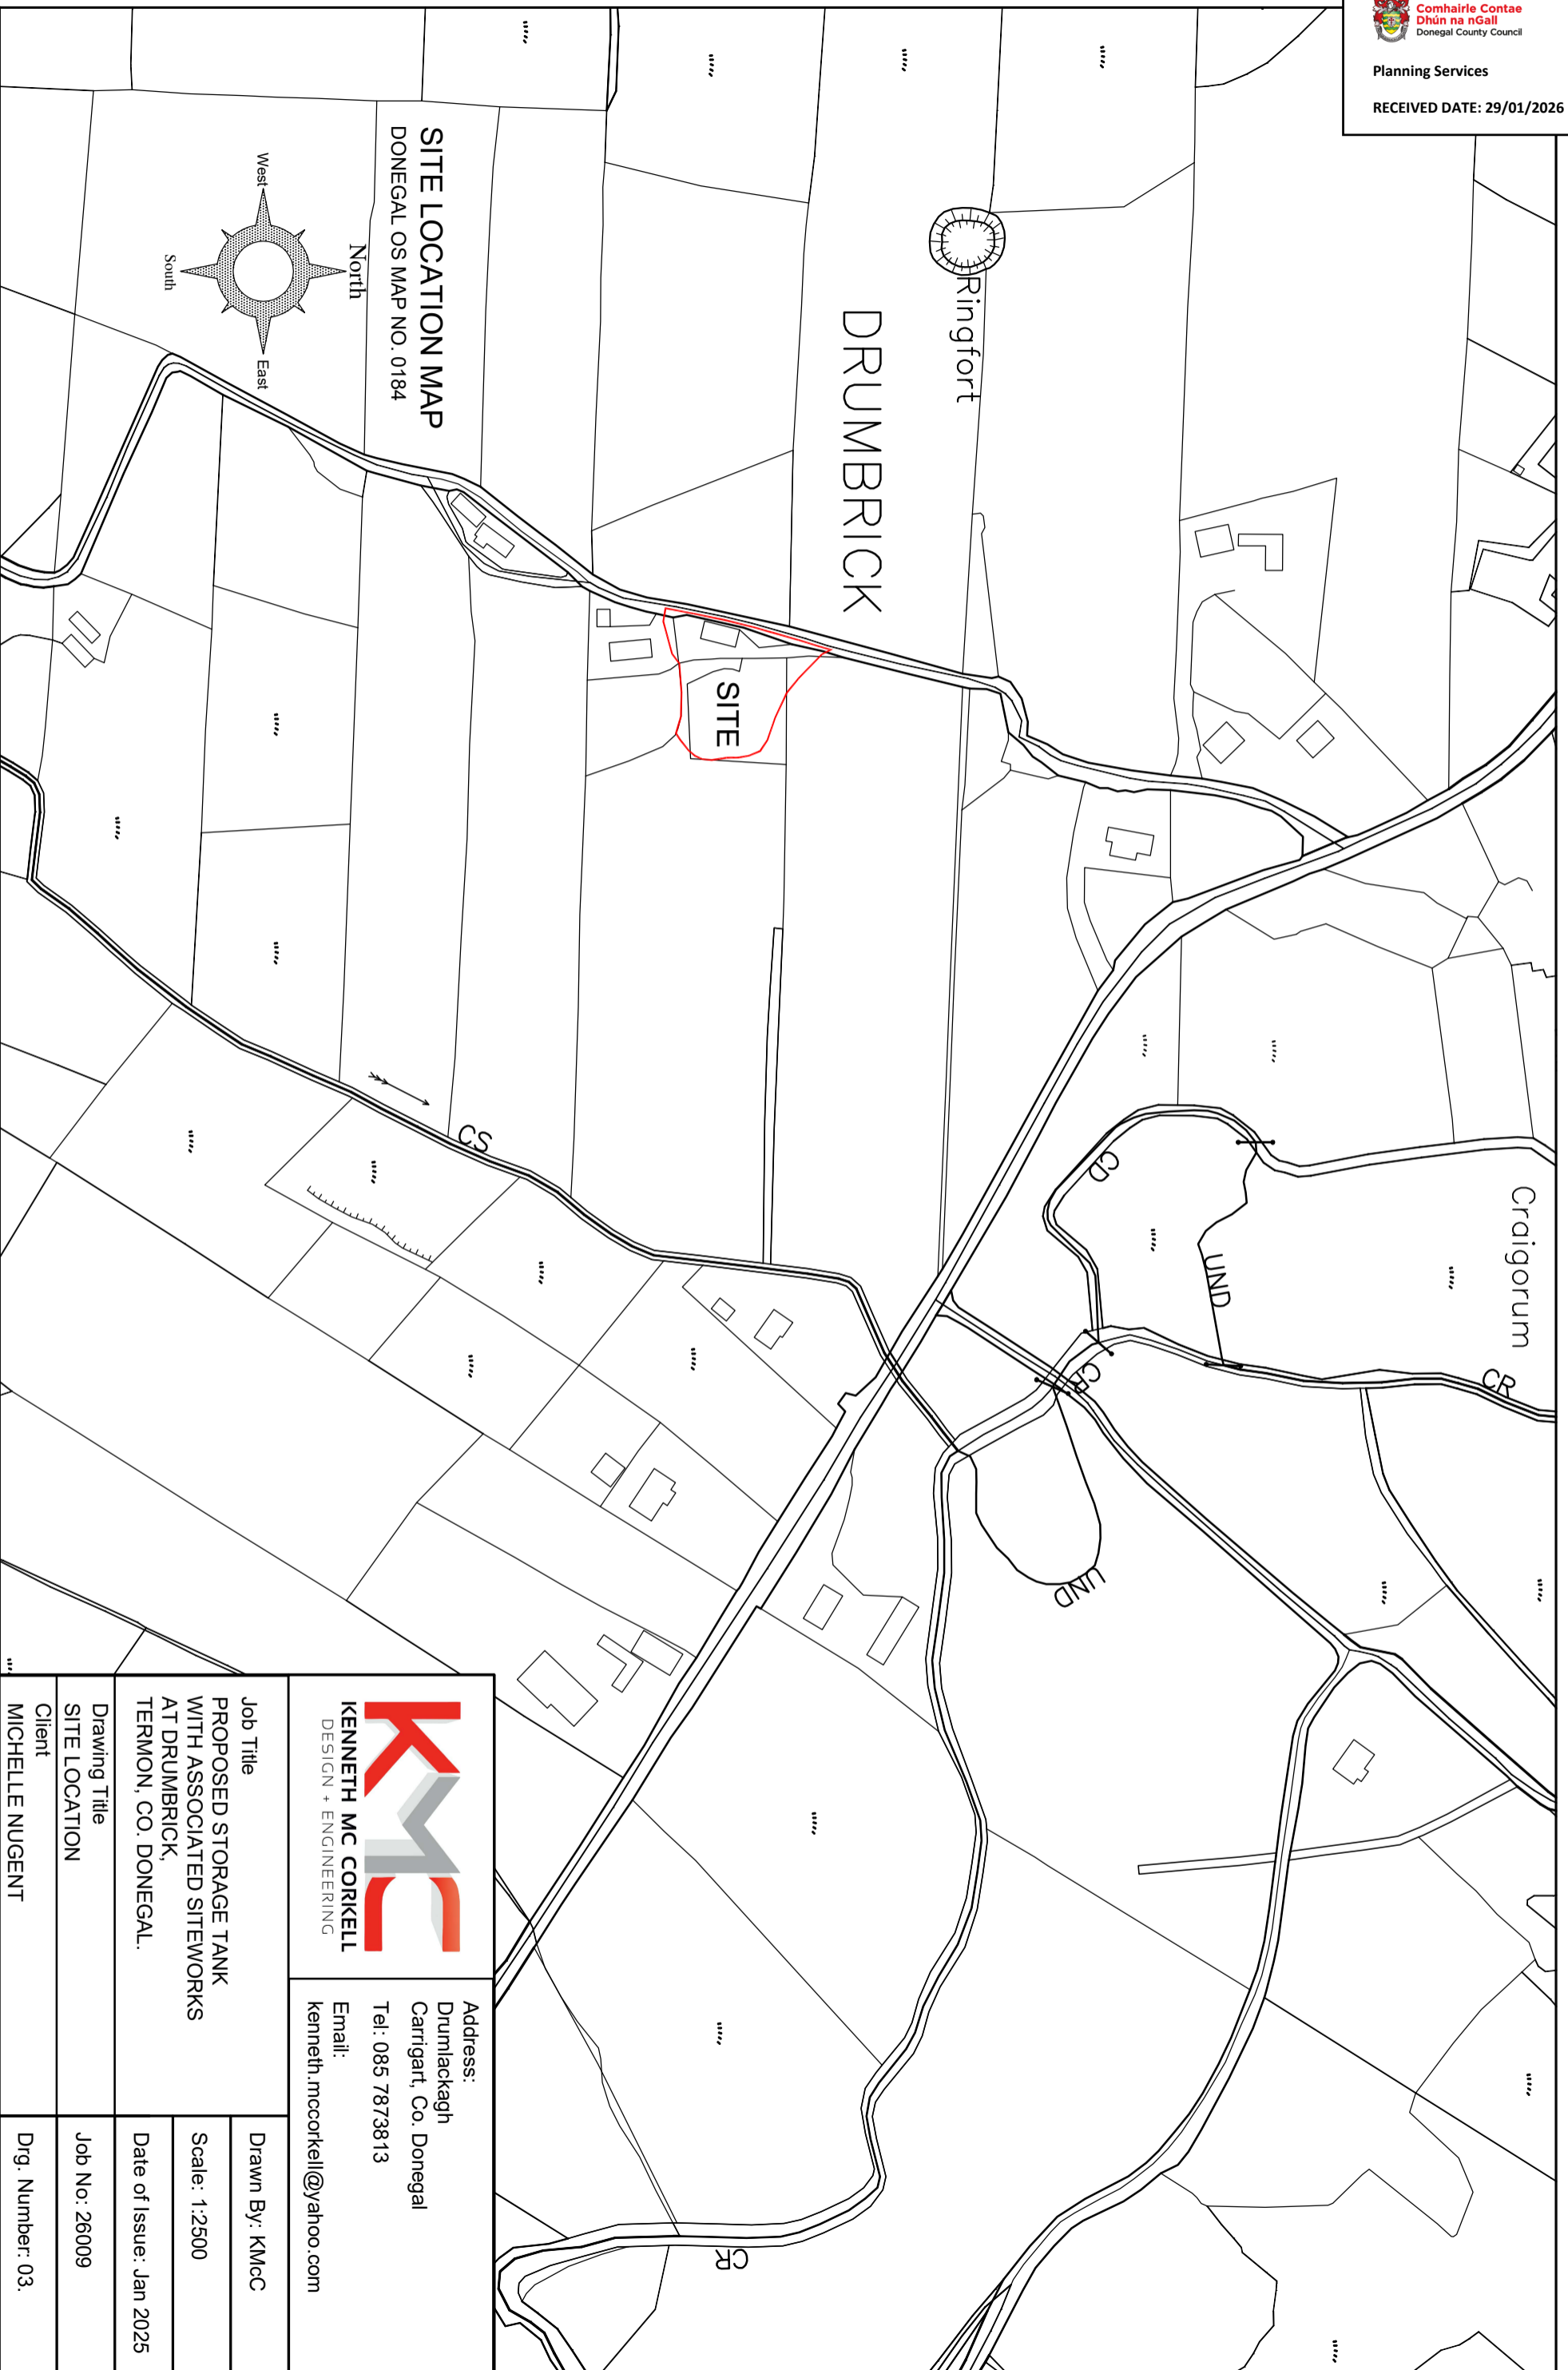 Comhairle Contae
Dhún na nGall
Donegal County Council
Planning Services
RECEIVED DATE: 29/01/2026
SITE LOCATION MAP
DONEGAL OS MAP NO. 0184
North
West
East
South
Ringfort
DRUMBRICK
SITE
Craigorum
CD
UND
CR
CR
CS
UND
CR
KMC
KENNETH MC CORKELL
DESIGN + ENGINEERING
Address:
Drumlackagh
Carrigart, Co. Donegal
Tel: 085 7873813
Email:
kenneth.mccorkell@yahoo.com
Job Title
PROPOSED STORAGE TANK
WITH ASSOCIATED SITEWORKS
AT DRUMBRICK,
TERMON, CO. DONEGAL.
Drawing Title
SITE LOCATION
Client
MICHELLE NUGENT
Drawn By: KMcC
Scale: 1:2500
Date of Issue: Jan 2025
Job No: 26009
Drg. Number: 03.